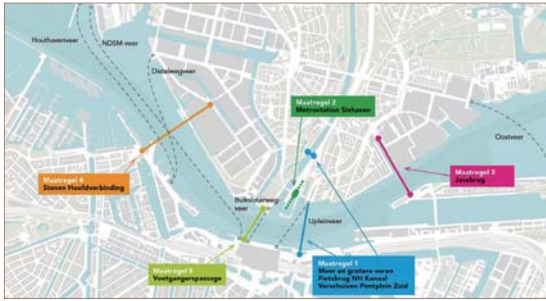 Houthavenveer
NDSM-veer
Distelwegveer
Maatregel 2
Metrostation Sixhaven
Oostveer
Maatregel 4
Stenen Hoofdverbinding
Maatregel 3
Javabrug
Buiksloterweg
veer
IJpleinveer
Maatregel 5
Voetgangerspassage
Maatregel 1
Meer en grotere veren
Fietsbrug NH Kanaal
Verschuiven Pontplein Zuid